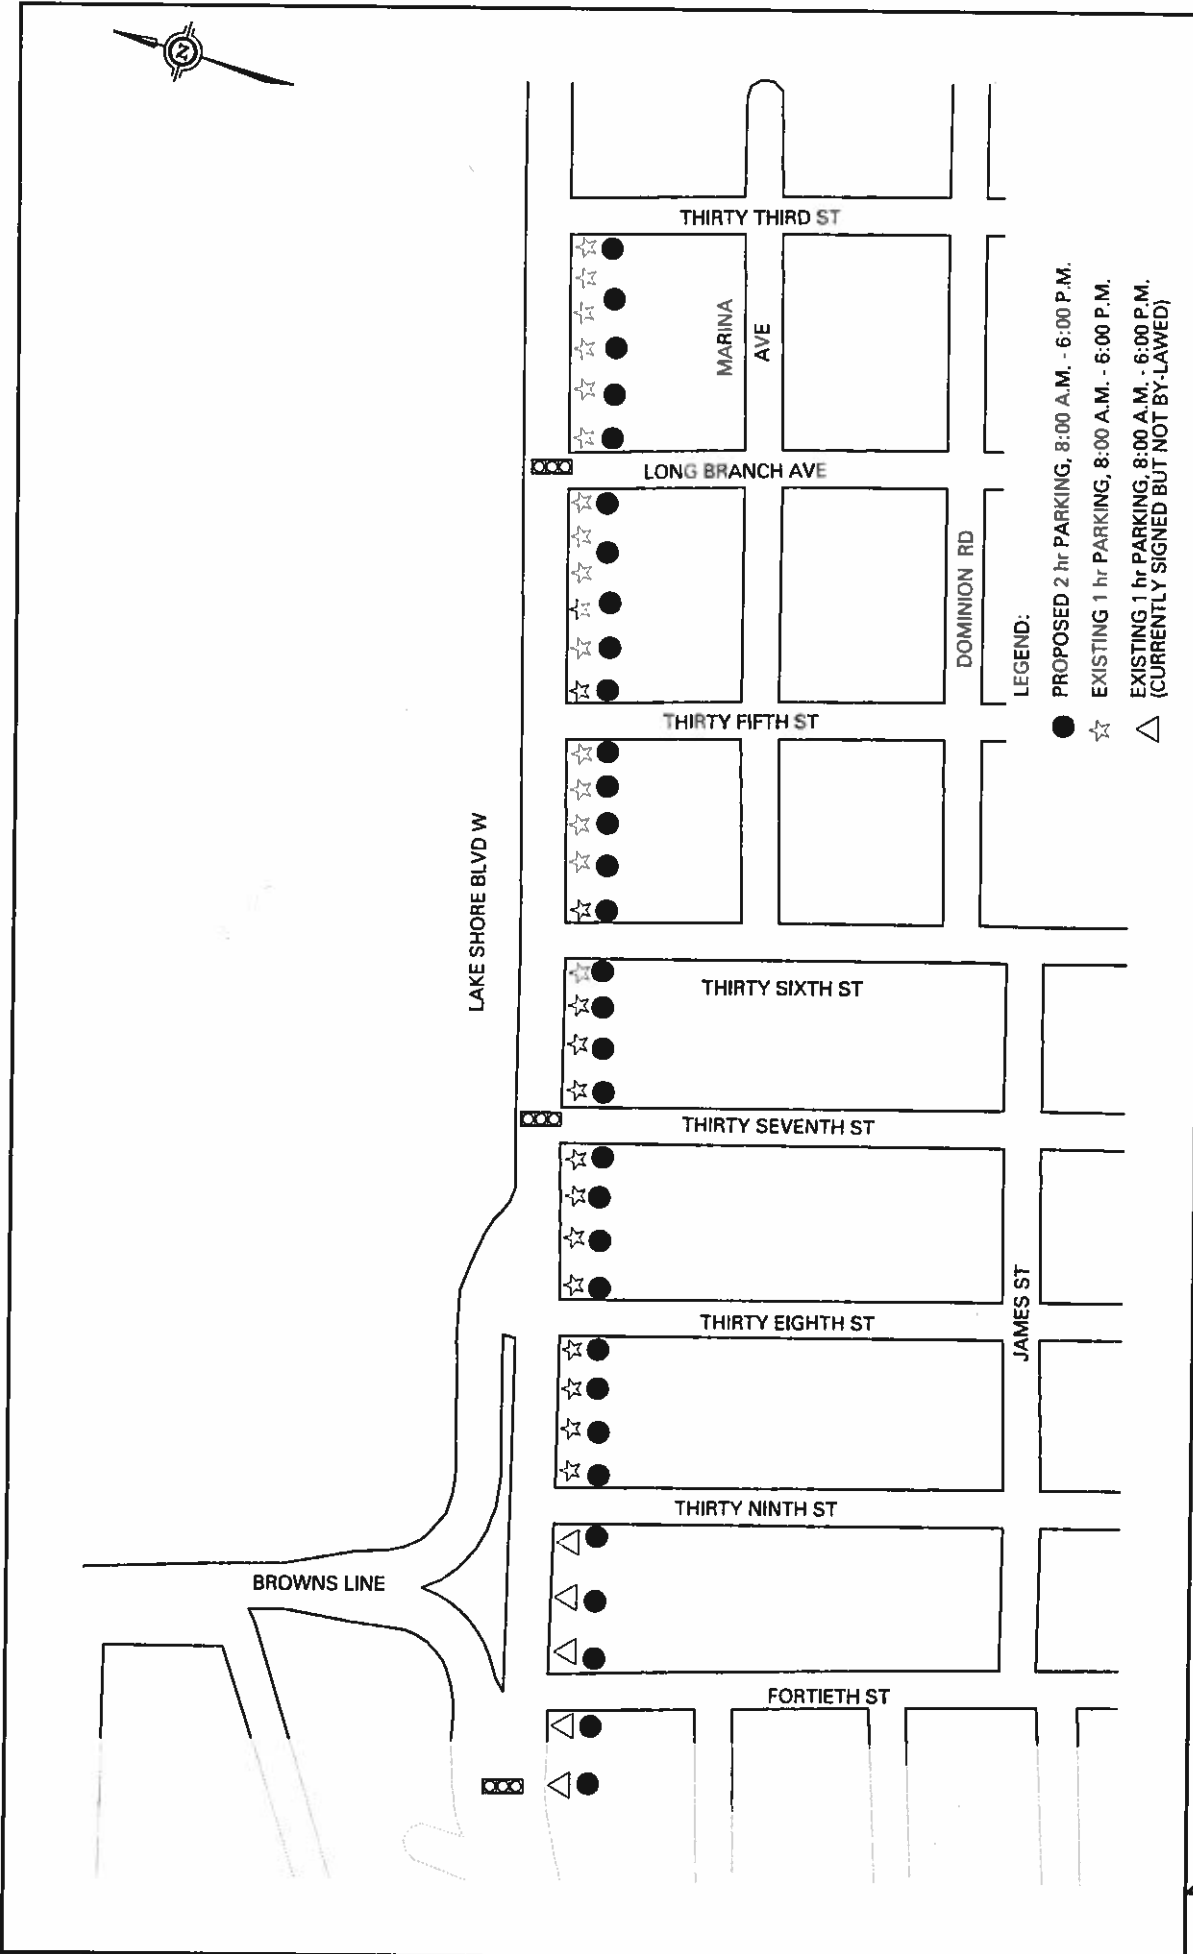 N
THIRTY THIRD ST
MARINA
AVE
LONG BRANCH AVE
DOMINION RD
THIRTY FIFTH ST
LAKE SHORE BLVD W
THIRTY SIXTH ST
THIRTY SEVENTH ST
THIRTY EIGHTH ST
JAMES ST
THIRTY NINTH ST
BROWNS LINE
FORTIETH ST
LEGEND:
PROPOSED 2 hr PARKING, 8:00 A.M. - 6:00 P.M.
EXISTING 1 hr PARKING, 8:00 A.M. - 6:00 P.M.
EXISTING 1 hr PARKING, 8:00 A.M. - 6:00 P.M.
(CURRENTLY SIGNED BUT NOT BY-LAWED)